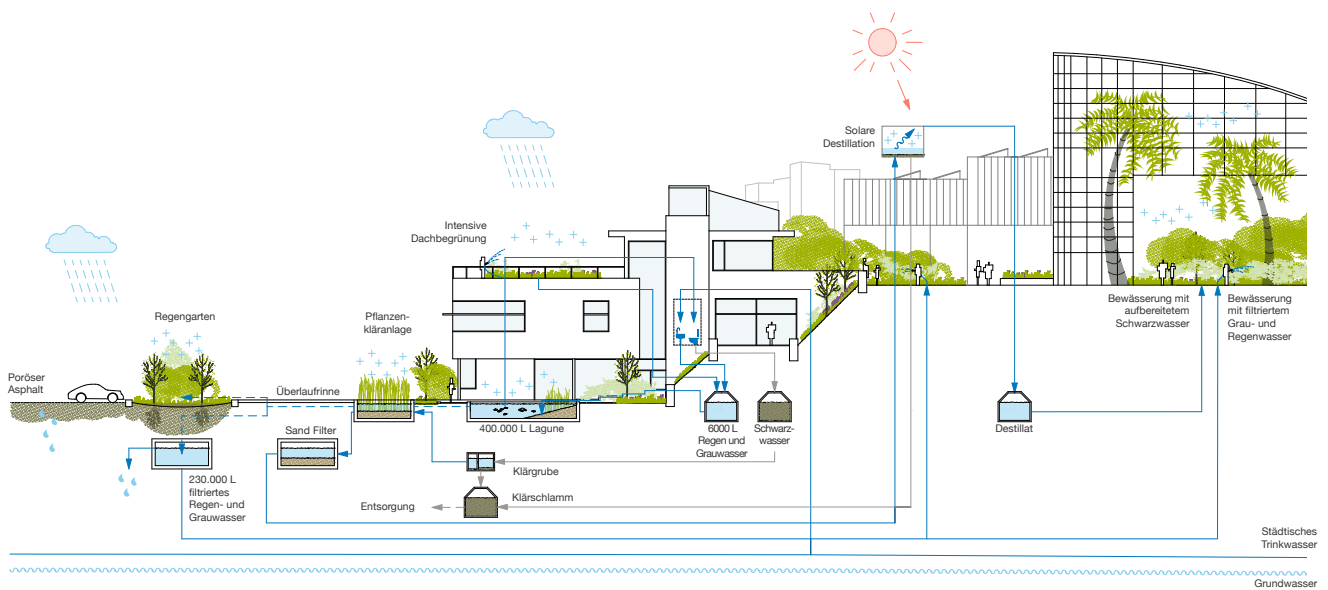 Solare
Destillation
Intensive
Dachbegrünung
Regengarten
Pflanzen-
kläranlage
Bewässerung mit
aufbereitetem
Schwarzwasser
Bewässerung
mit filtriertem
Grau- und
Regenwasser
Poröser
Asphalt
Überlaufrinne
Sand Filter
400.000 L Lagune
6000 L
Regen und
Grauwasser
Schwarz-
wasser
Destillat
230.000 L
filtriertes
Regen- und
Grauwasser
Klärgrube
Klärschlamm
Entsorgung
Städtisches
Trinkwasser
Grundwasser